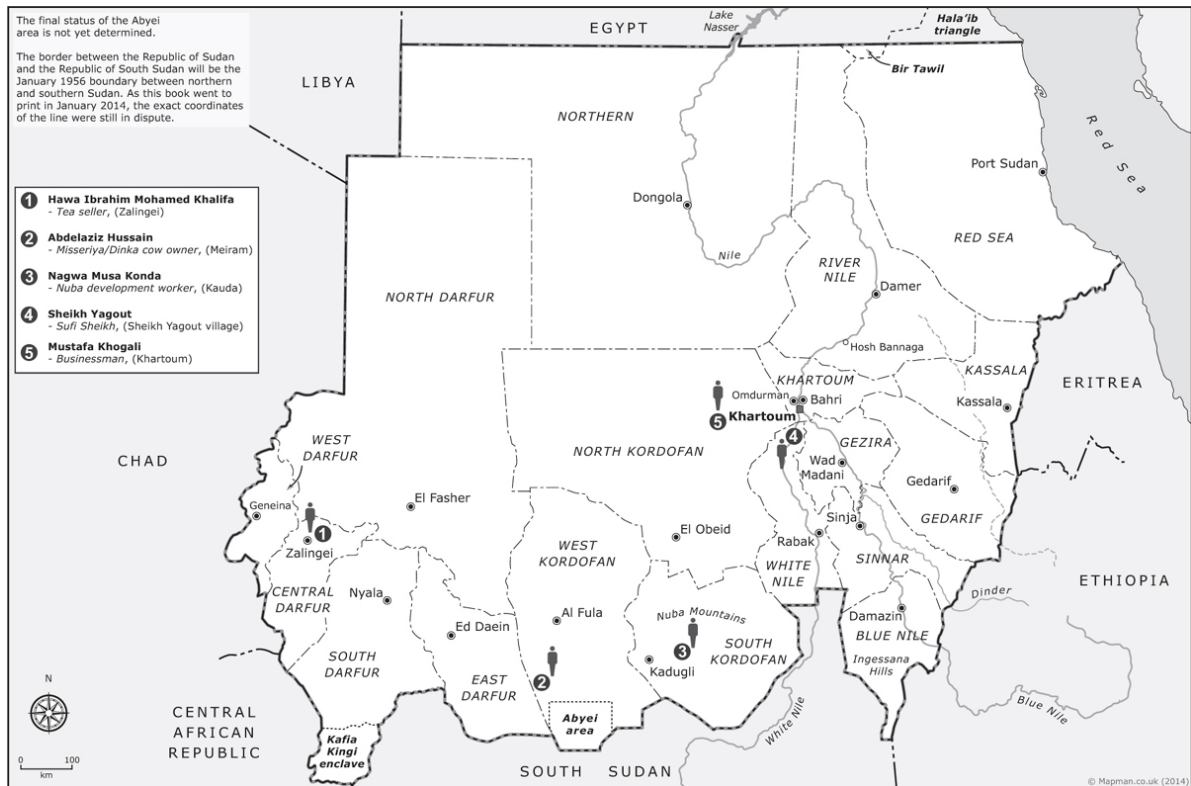 The final status of the Abyei
area is not yet determined.
The border between the Republic of Sudan
and the Republic of South Sudan will be the
January 1956 boundary between northern
and southern Sudan. As this book went to
print in January 2014, the exact coordinates
of the line were still in dispute.
EGYPT
Lake
Nasser
Hala'ib
triangle
Bir Tawil
LIBYA
Red Sea
NORTHERN
Port Sudan
Dongola
Nile
RED SEA
1 Hawa Ibrahim Mohamed Khalifa
- Tea seller, (Zalingei)
2 Abdelaziz Hussain
- Misseriya/Dinka cow owner, (Meiram)
3 Nagwa Musa Konda
- Nuba development worker, (Kauda)
4 Sheikh Yagout
- Sufi Sheikh, (Sheikh Yagout village)
5 Mustafa Khogali
- Businessman, (Khartoum)
RIVER
NILE
Damer
NORTH DARFUR
Hosh Bannaga
KHARTOUM
KASSALA
ERITREA
Omdurman
Bahri
Kassala
5 Khartoum
4
GEZIRA
CHAD
WEST
DARFUR
NORTH KORDOFAN
Wad
Madani
Gedarif
GEDARIF
Geneina
El Fasher
1
Zalingei
El Obeid
Sinja
Rabak
SINNAR
WEST
KORDOFAN
WHITE
NILE
ETHIOPIA
Dinder
CENTRAL
DARFUR
Nyala
Ed Daein
Al Fula
Nuba Mountains
3
SOUTH
KORDOFAN
Kadugli
Damazin
BLUE NILE
Ingessana
Hills
SOUTH
DARFUR
EAST
DARFUR
2
Abyei
area
White Nile
Blue Nile
N
0 100
km
CENTRAL
AFRICAN
REPUBLIC
Kafia
Kingi
enclave
SOUTH SUDAN
© Mapman.co.uk (2014)